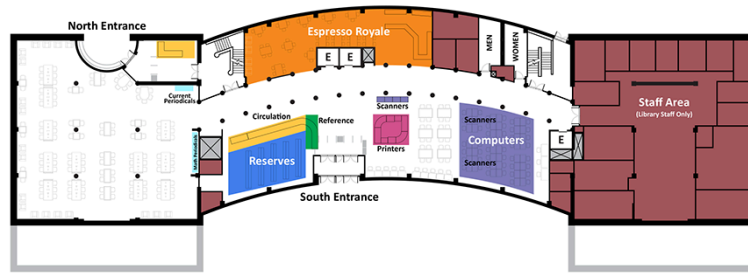 North Entrance
Espresso Royale
MEN
WOMEN
E
E
Current
Periodicals
Scanners
Staff Area
(Library Staff Only)
Circulation
Reference
Scanners
Computers
E
Printers
Reserves
Scanners
South Entrance